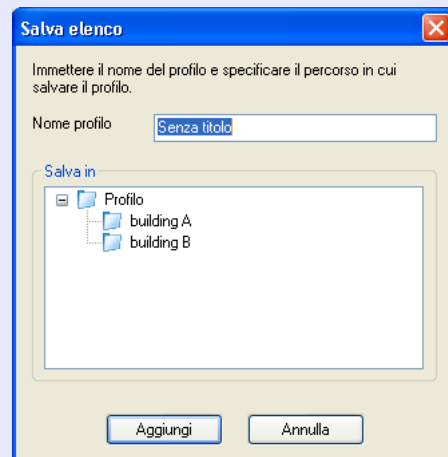 Salva elenco
Immettere il nome del profilo e specificare il percorso in cui
salvare il profilo.
Nome profilo
Senza titolo
Salva in
Profilo
building A
building B
Aggiungi
Annulla